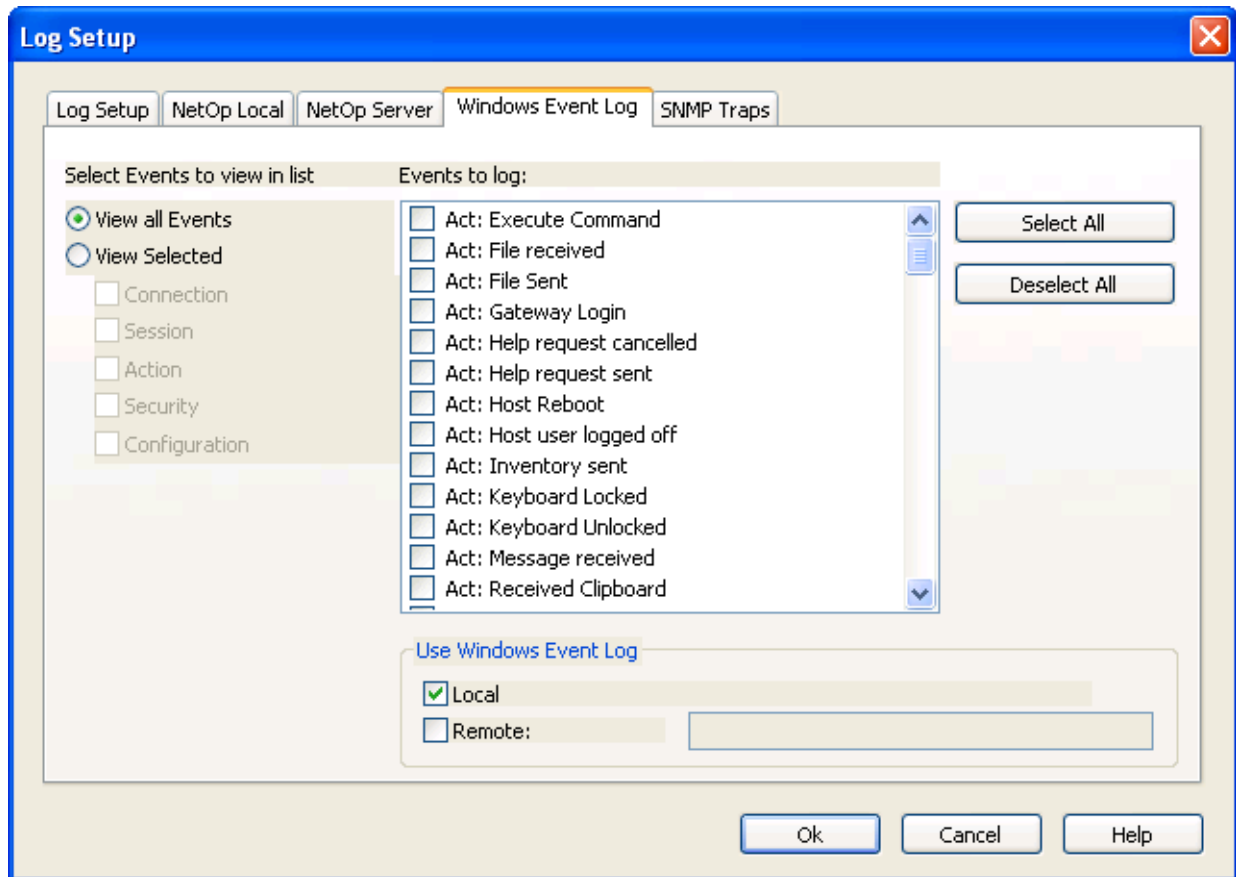 Log Setup
Log Setup NetOp Local NetOp Server Windows Event Log SNMP Traps
Select Events to view in list
View all Events
View Selected
Connection
Session
Action
Security
Configuration
Events to log:
Act: Execute Command
Act: File received
Act: File Sent
Act: Gateway Login
Act: Help request cancelled
Act: Help request sent
Act: Host Reboot
Act: Host user logged off
Act: Inventory sent
Act: Keyboard Locked
Act: Keyboard Unlocked
Act: Message received
Act: Received Clipboard
Select All
Deselect All
Use Windows Event Log
Local
Remote:
Ok Cancel Help